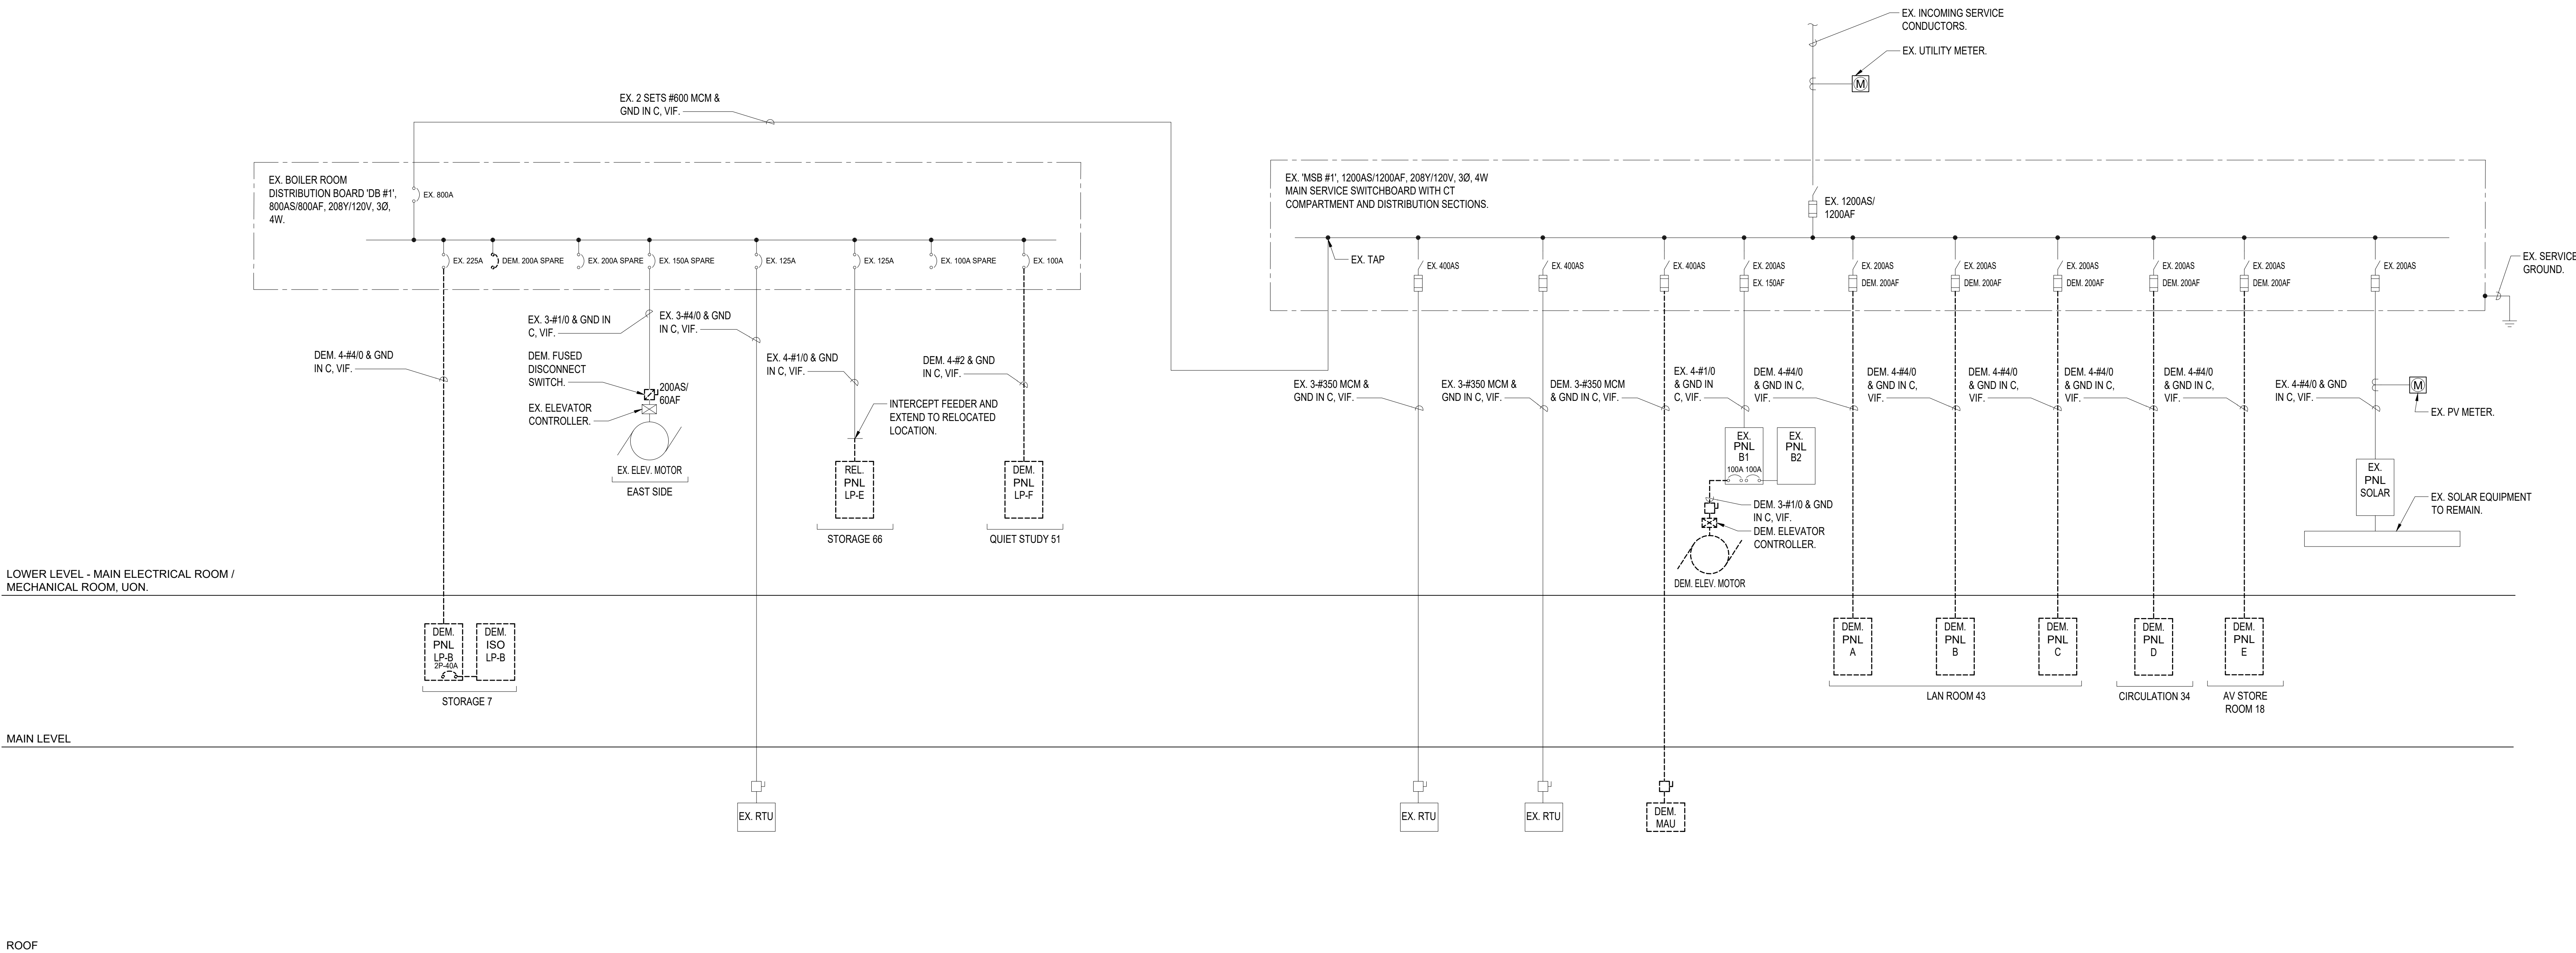 EX. INCOMING SERVICE
CONDUCTORS.
EX. UTILITY METER.
M
EX. 2 SETS #600 MCM &
GND IN C, VIF.
EX. BOILER ROOM
DISTRIBUTION BOARD 'DB #1',
800AS/800AF, 208Y/120V, 3Ø,
4W.
EX. 800A
EX. 225A
DEM. 200A SPARE
EX. 200A SPARE
EX. 150A SPARE
EX. 125A
EX. 125A
EX. 100A SPARE
EX. 100A
EX. 'MSB #1', 1200AS/1200AF, 208Y/120V, 3Ø, 4W
MAIN SERVICE SWITCHBOARD WITH CT
COMPARTMENT AND DISTRIBUTION SECTIONS.
EX. 1200AS/
1200AF
EX. TAP
EX. 400AS
EX. 400AS
EX. 400AS
EX. 200AS
EX. 150AF
EX. 200AS
DEM. 200AF
EX. 200AS
DEM. 200AF
EX. 200AS
DEM. 200AF
EX. 200AS
DEM. 200AF
EX. 200AS
DEM. 200AF
EX. 200AS
EX. SERVICE
GROUND.
DEM. 4-#4/0 & GND
IN C, VIF.
EX. 3-#1/0 & GND IN
C, VIF.
DEM. FUSED
DISCONNECT
SWITCH.
200AS/
60AF
EX. ELEVATOR
CONTROLLER.
EX. ELEV. MOTOR
EAST SIDE
EX. 3-#4/0 & GND
IN C, VIF.
EX. 4-#1/0 & GND
IN C, VIF.
INTERCEPT FEEDER AND
EXTEND TO RELOCATED
LOCATION.
REL.
PNL
LP-E
STORAGE 66
DEM. 4-#2 & GND
IN C, VIF.
DEM.
PNL
LP-F
QUIET STUDY 51
EX. 3-#350 MCM &
GND IN C, VIF.
EX. 3-#350 MCM &
GND IN C, VIF.
DEM. 3-#350 MCM
& GND IN C, VIF.
EX. 4-#1/0
& GND IN
C, VIF.
DEM. 4-#4/0
& GND IN C,
VIF.
DEM. 4-#4/0
& GND IN C,
VIF.
DEM. 4-#4/0
& GND IN C,
VIF.
DEM. 4-#4/0
& GND IN C,
VIF.
DEM. 4-#4/0
& GND IN C,
VIF.
EX. 4-#4/0 & GND
IN C, VIF.
M
EX. PV METER.
EX.
PNL
B1
100A 100A
EX.
PNL
B2
DEM. 3-#1/0 & GND
IN C, VIF.
DEM. ELEVATOR
CONTROLLER.
DEM. ELEV. MOTOR
EX.
PNL
SOLAR
EX. SOLAR EQUIPMENT
TO REMAIN.
LOWER LEVEL - MAIN ELECTRICAL ROOM /
MECHANICAL ROOM, UON.
DEM.
PNL
LP-B
2P-40A
DEM.
ISO
LP-B
STORAGE 7
DEM.
PNL
A
DEM.
PNL
B
DEM.
PNL
C
LAN ROOM 43
DEM.
PNL
D
CIRCULATION 34
DEM.
PNL
E
AV STORE
ROOM 18
MAIN LEVEL
EX. RTU
EX. RTU
EX. RTU
DEM.
MAU
ROOF